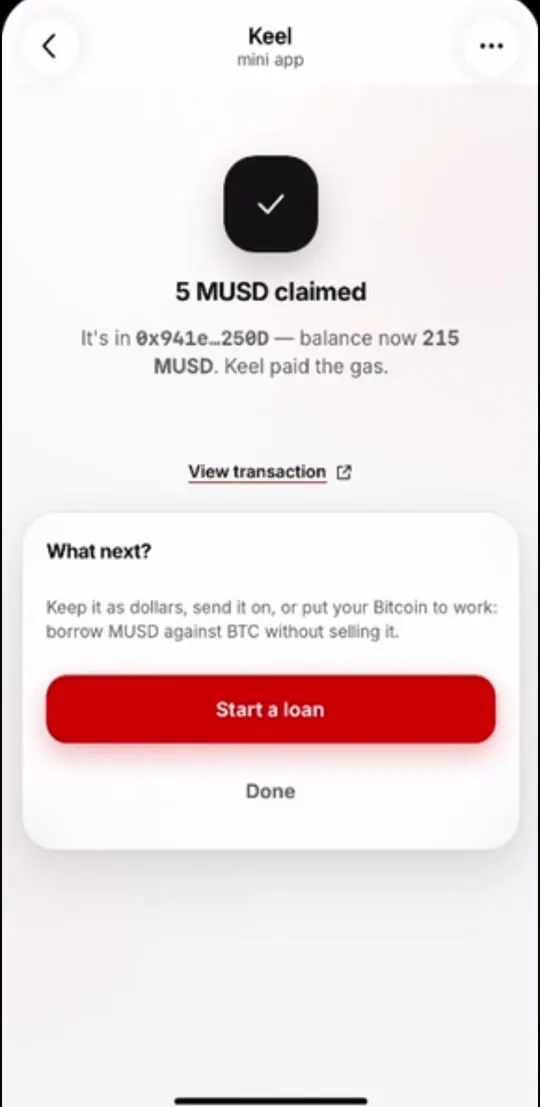 Keel
mini app
5 MUSD claimed
It's in 0x941e…250D — balance now 215
MUSD. Keel paid the gas.
View transaction
What next?
Keep it as dollars, send it on, or put your Bitcoin to work:
borrow MUSD against BTC without selling it.
Start a loan
Done